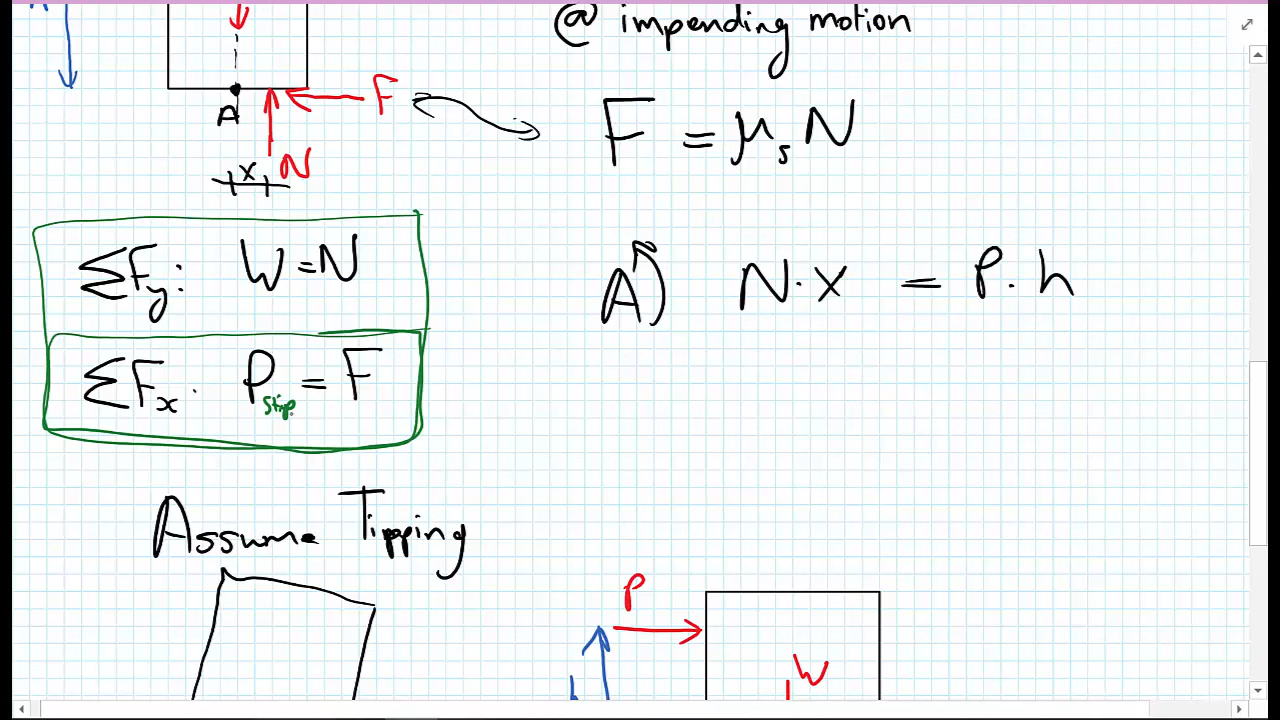 @ impending motion
F
A
F = μs N
x N
ΣFy: W = N
A) N · x = P · h
ΣFx. Pslip = F
Assume Tipping
P
W